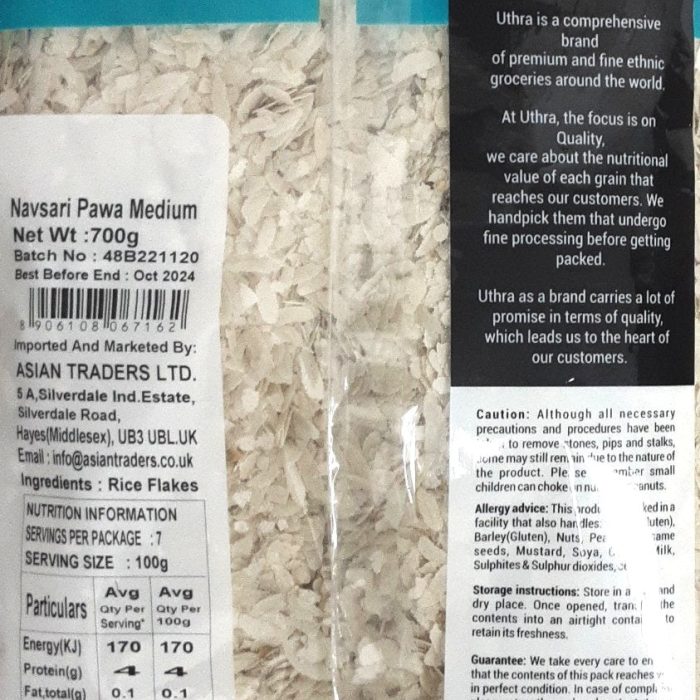 Navsari Pawa Medium
Net Wt :700g
Batch No : 48B221120
Best Before End : Oct 2024
8 906108 067162
Imported And Marketed By:
ASIAN TRADERS LTD.
5 A,Silverdale Ind.Estate,
Silverdale Road,
Hayes(Middlesex), UB3 UBL.UK
Email : info@asiantraders.co.uk
Ingredients : Rice Flakes
NUTRITION INFORMATION
SERVINGS PER PACKAGE : 7
SERVING SIZE : 100g
Particulars Avg Qty Per Serving* Avg Qty Per 100g
Energy(KJ) 170 170
Protein(g) 4 4
Fat,total(g) 0.1 0.1
Uthra is a comprehensive
brand
of premium and fine ethnic
groceries around the world.
At Uthra, the focus is on
Quality,
we care about the nutritional
value of each grain that
reaches our customers. We
handpick them that undergo
fine processing before getting
packed.
Uthra as a brand carries a lot of
promise in terms of quality,
which leads us to the heart of
our customers.
Caution: Although all necessary
precautions and procedures have been
to remove stones, pips and stalks,
some may still remain due to the nature of
the product. Please small
children can choke on
Allergy advice: This in a
facility that also handles
Barley(Gluten), Nuts,
seeds, Mustard, Soya, Milk,
Sulphites & Sulphur dioxides,
Storage instructions: Store in a and
dry place. Once opened, the
contents into an airtight to
retain its freshness.
Guarantee: We take every care to
that the contents of this pack reaches
in perfect condition. In case of